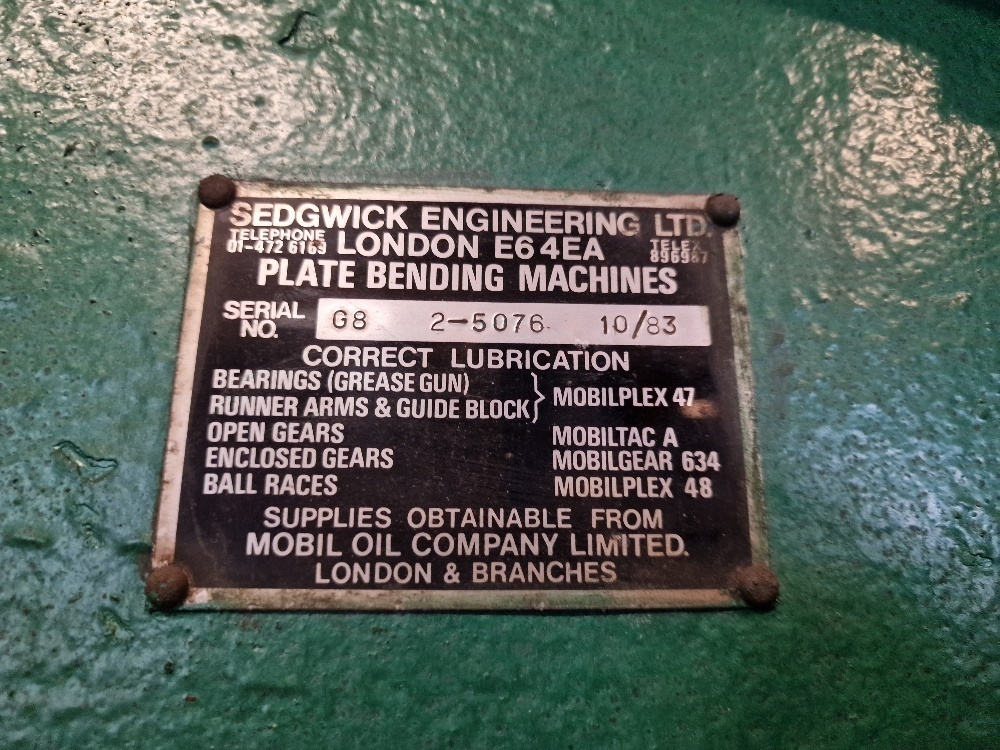 SEDGWICK ENGINEERING LTD.
TELEPHONE
01-472 6163
LONDON E6 4EA
TELEX
896987
PLATE BENDING MACHINES
SERIAL NO. G8 2-5076 10/83
CORRECT LUBRICATION
BEARINGS (GREASE GUN)
RUNNER ARMS & GUIDE BLOCK } MOBILPLEX 47
OPEN GEARS MOBILTAC A
ENCLOSED GEARS MOBILGEAR 634
BALL RACES MOBILPLEX 48
SUPPLIES OBTAINABLE FROM
MOBIL OIL COMPANY LIMITED.
LONDON & BRANCHES